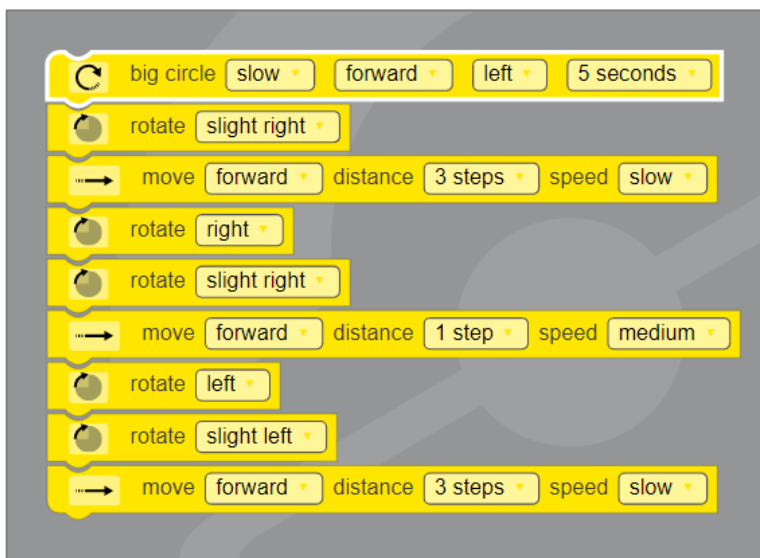 big circle slow forward left 5 seconds
rotate slight right
move forward distance 3 steps speed slow
rotate right
rotate slight right
move forward distance 1 step speed medium
rotate left
rotate slight left
move forward distance 3 steps speed slow